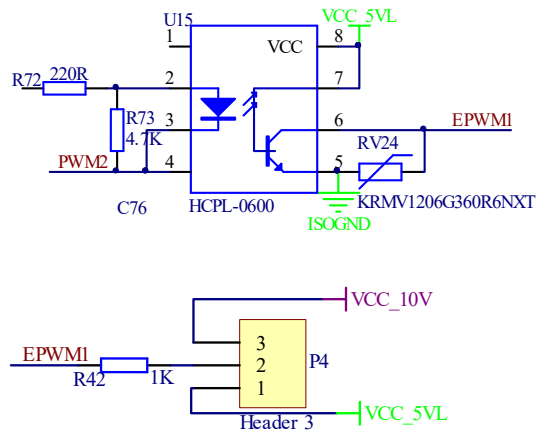 U15
VCC_5VL
1
VCC
8
R72
220R
2
7
R73
4.7K
3
6
EPWM1
RV24
PWM2
4
5
KRMV1206G360R6NXT
C76
HCPL-0600
ISOGND
VCC_10V
EPWM1
3
P4
2
R42
1K
1
VCC_5VL
Header 3